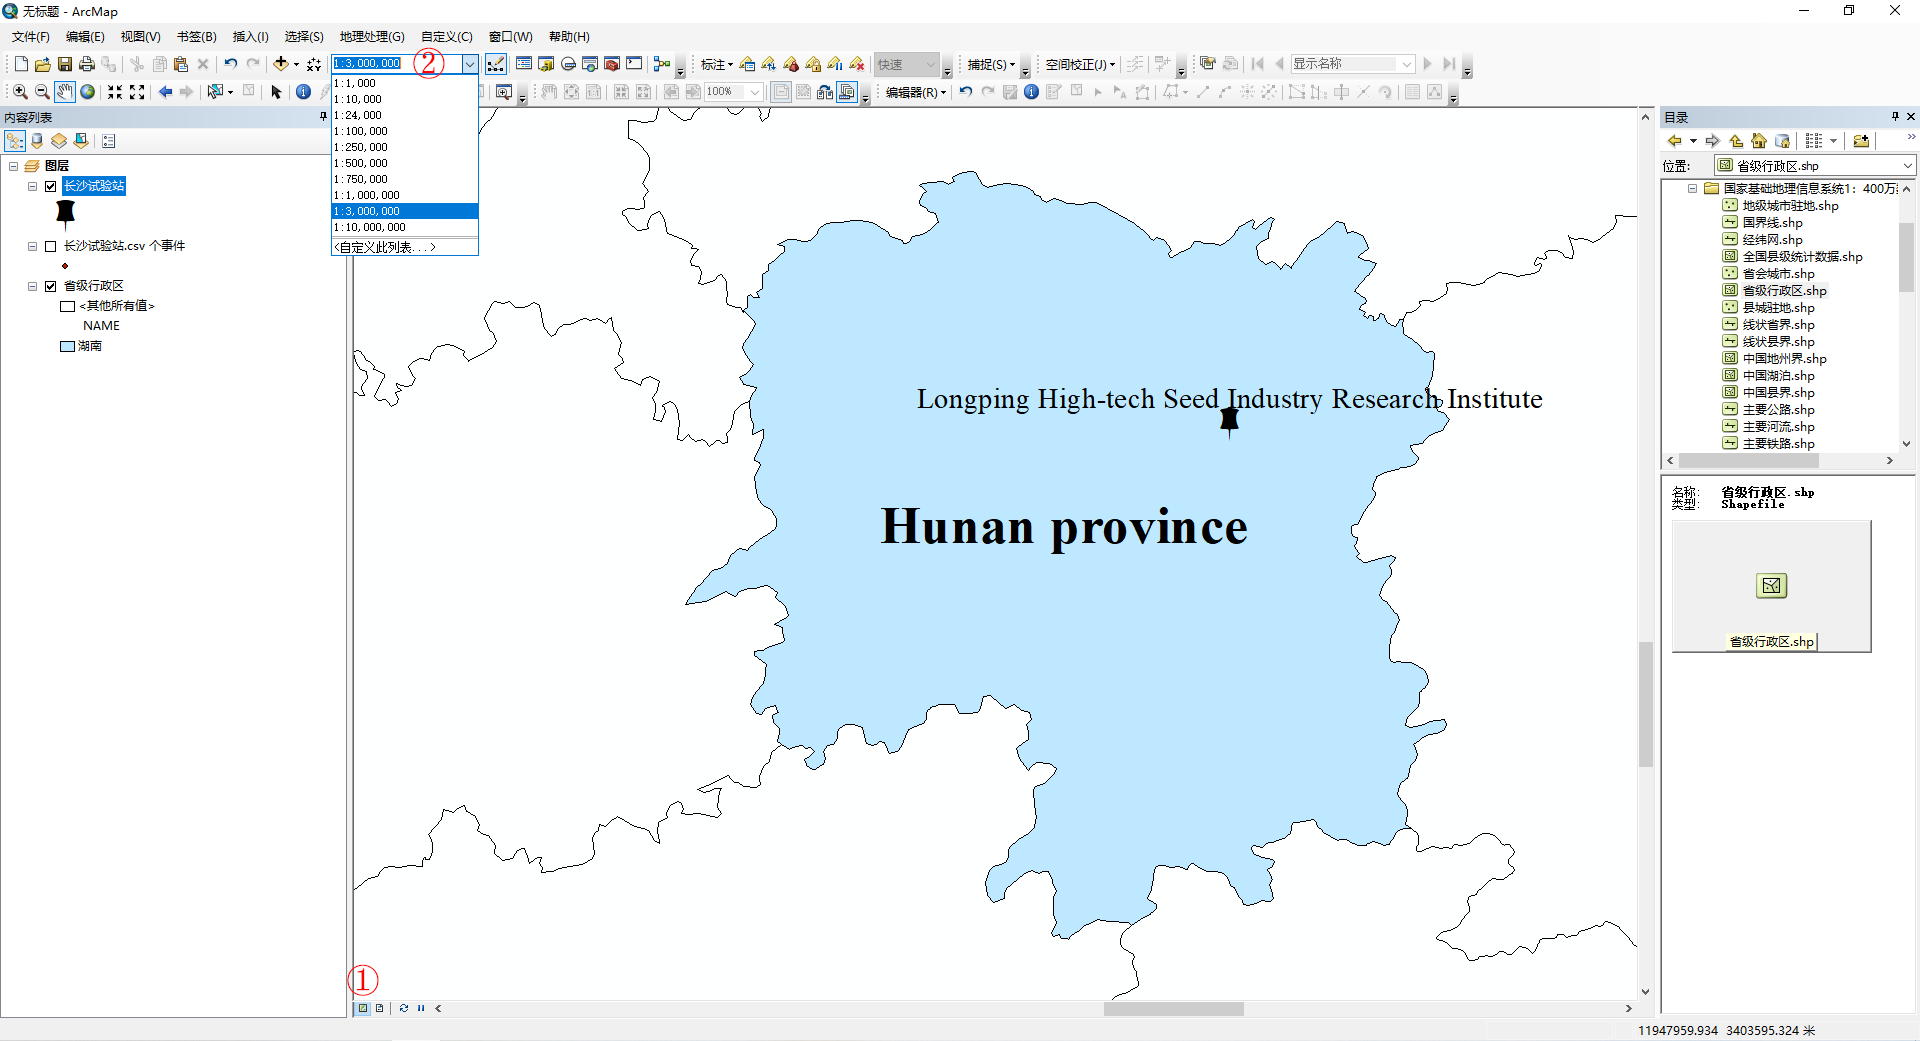 无标题 - ArcMap
文件(F) 编辑(E) 视图(V) 书签(B) 插入(I) 选择(S) 地理处理(G) 自定义(C) 窗口(W) 帮助(H)
1:3,000,000
②
标注
快速
捕捉(S)
空间校正(J)
显示名称
100%
编辑器(R)
1:1,000
1:10,000
1:24,000
1:100,000
1:250,000
1:500,000
1:750,000
1:1,000,000
1:3,000,000
1:10,000,000
<自定义此列表...>
内容列表
图层
长沙试验站
长沙试验站.csv 个事件
省级行政区
<其他所有值>
NAME
湖南
Longping High-tech Seed Industry Research Institute
Hunan province
①
目录
位置: 省级行政区.shp
国家基础地理信息系统1：400万
地级城市驻地.shp
国界线.shp
经纬网.shp
全国县级统计数据.shp
省会城市.shp
省级行政区.shp
县城驻地.shp
线状省界.shp
线状县界.shp
中国地州界.shp
中国湖泊.shp
中国县界.shp
主要公路.shp
主要河流.shp
主要铁路.shp
名称: 省级行政区.shp
类型: Shapefile
省级行政区.shp
11947959.934 3403595.324 米